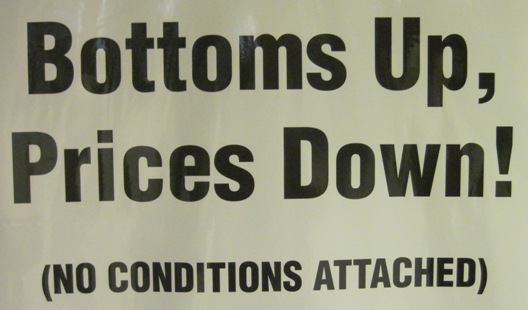 Bottoms Up,
Prices Down!
(NO CONDITIONS ATTACHED)